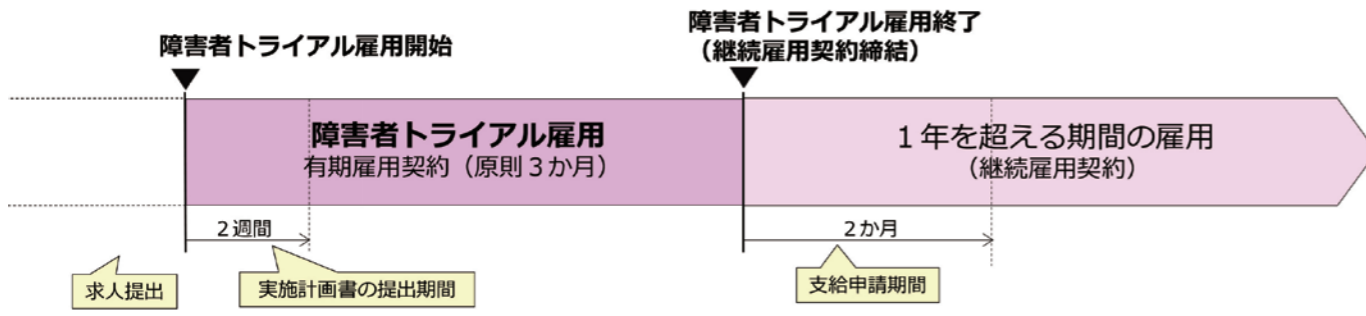 障害者トライアル雇用開始
障害者トライアル雇用終了
（継続雇用契約締結）
障害者トライアル雇用
有期雇用契約（原則３か月）
１年を超える期間の雇用
（継続雇用契約）
２週間
２か月
求人提出
実施計画書の提出期間
支給申請期間